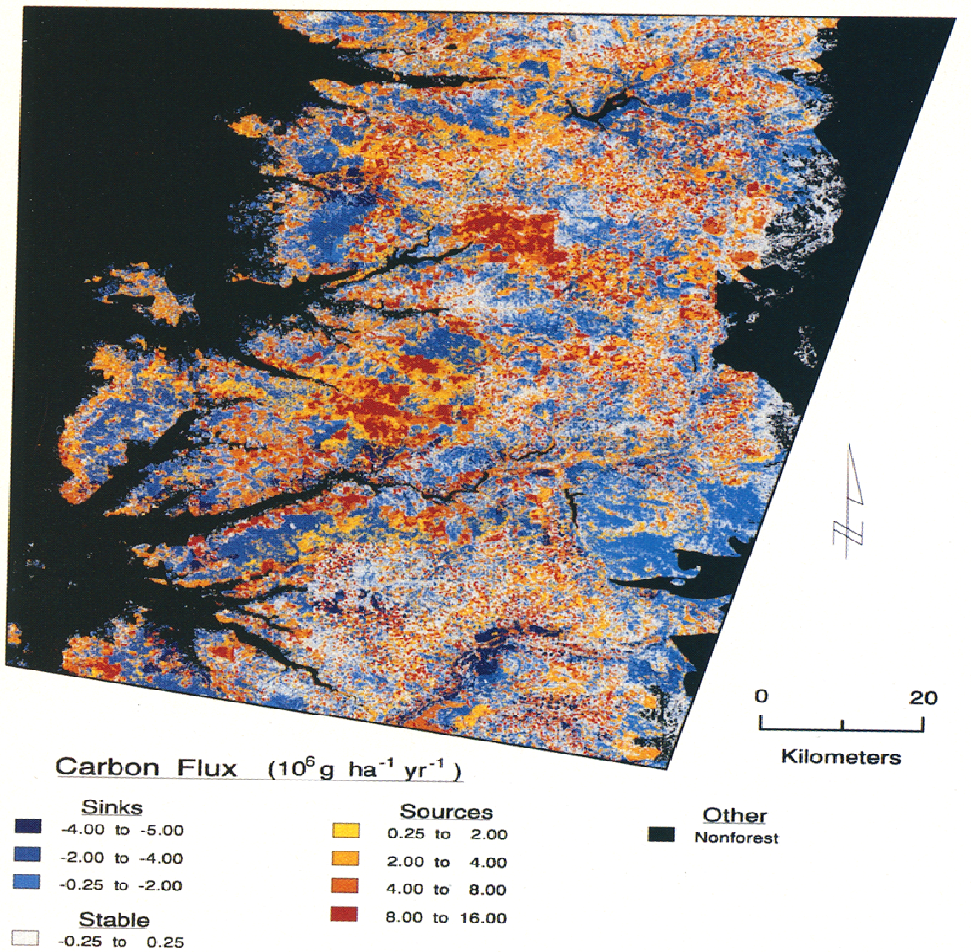 0 20
Kilometers
Carbon Flux (10⁶g ha⁻¹ yr⁻¹)
Sinks
-4.00 to -5.00
-2.00 to -4.00
-0.25 to -2.00
Stable
-0.25 to 0.25
Sources
0.25 to 2.00
2.00 to 4.00
4.00 to 8.00
8.00 to 16.00
Other
Nonforest